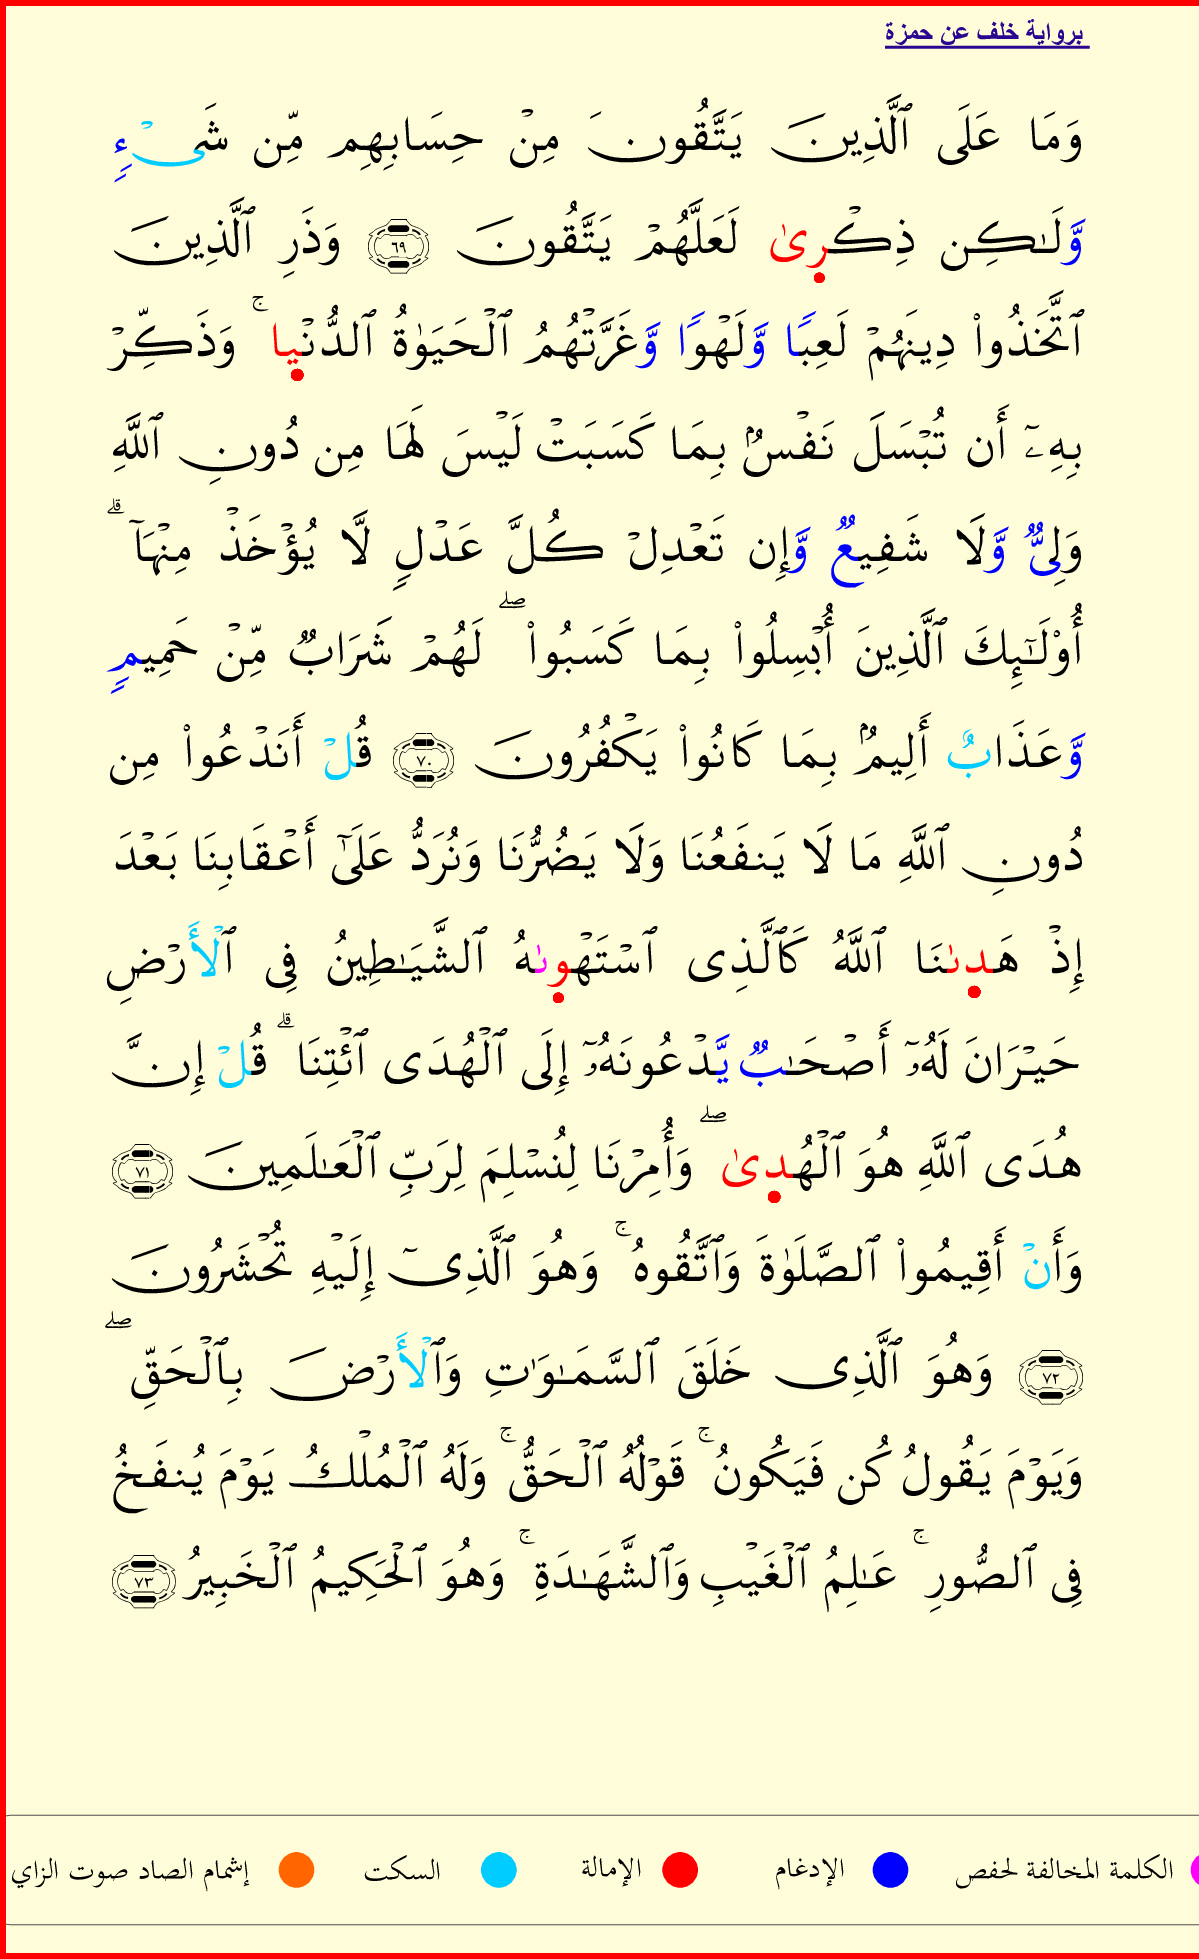 برواية خلف عن حمزة
وَمَا عَلَى ٱلَّذِينَ يَتَّقُونَ مِنۡ حِسَابِهِم مِّن شَيۡءٖ
وَّلَٰكِن ذِكۡرِىٰ لَعَلَّهُمۡ يَتَّقُونَ ٦٩ وَذَرِ ٱلَّذِينَ
ٱتَّخَذُواْ دِينَهُمۡ لَعِبٗا وَّلَهۡوٗا وَّغَرَّتۡهُمُ ٱلۡحَيَوٰةُ ٱلدُّنۡيِا ۚ وَذَكِّرۡ
بِهِۦٓ أَن تُبۡسَلَ نَفۡسُۢ بِمَا كَسَبَتۡ لَيۡسَ لَهَا مِن دُونِ ٱللَّهِ
وَلِىّٞ وَّلَا شَفِيعٞ وَّإِن تَعۡدِلۡ كُلَّ عَدۡلٖ لَّا يُؤۡخَذۡ مِنۡهَآ ۗ
أُوْلَٰٓئِكَ ٱلَّذِينَ أُبۡسِلُواْ بِمَا كَسَبُواْ ۖ لَهُمۡ شَرَابٞ مِّنۡ حَمِيمٖ
وَّعَذَابٌ أَلِيمُۢ بِمَا كَانُواْ يَكۡفُرُونَ ٧٠ قُلۡ أَنَدۡعُواْ مِن
دُونِ ٱللَّهِ مَا لَا يَنفَعُنَا وَلَا يَضُرُّنَا وَنُرَدُّ عَلَىٰٓ أَعۡقَابِنَا بَعۡدَ
إِذۡ هَدِىٰنَا ٱللَّهُ كَٱلَّذِى ٱسۡتَهۡوِىٰهُ ٱلشَّيَٰطِينُ فِى ٱلۡأَرۡضِ
حَيۡرَانَ لَهُۥٓ أَصۡحَٰبٞ يَّدۡعُونَهُۥٓ إِلَى ٱلۡهُدَى ٱئۡتِنَا ۗ قُلۡ إِنَّ
هُدَى ٱللَّهِ هُوَ ٱلۡهُدِىٰ ۖ وَأُمِرۡنَا لِنُسۡلِمَ لِرَبِّ ٱلۡعَٰلَمِينَ ٧١
وَأَنۡ أَقِيمُواْ ٱلصَّلَوٰةَ وَٱتَّقُوهُ ۚ وَهُوَ ٱلَّذِىٓ إِلَيۡهِ تُحۡشَرُونَ
٧٢ وَهُوَ ٱلَّذِى خَلَقَ ٱلسَّمَٰوَٰتِ وَٱلۡأَرۡضَ بِٱلۡحَقِّ ۖ
وَيَوۡمَ يَقُولُ كُن فَيَكُونُ ۚ قَوۡلُهُ ٱلۡحَقُّ ۚ وَلَهُ ٱلۡمُلۡكُ يَوۡمَ يُنفَخُ
فِى ٱلصُّورِ ۚ عَٰلِمُ ٱلۡغَيۡبِ وَٱلشَّهَٰدَةِ ۚ وَهُوَ ٱلۡحَكِيمُ ٱلۡخَبِيرُ ٧٣
الكلمة المخالفة لحفص الإدغام الإمالة السكت إشمام الصاد صوت الزاي